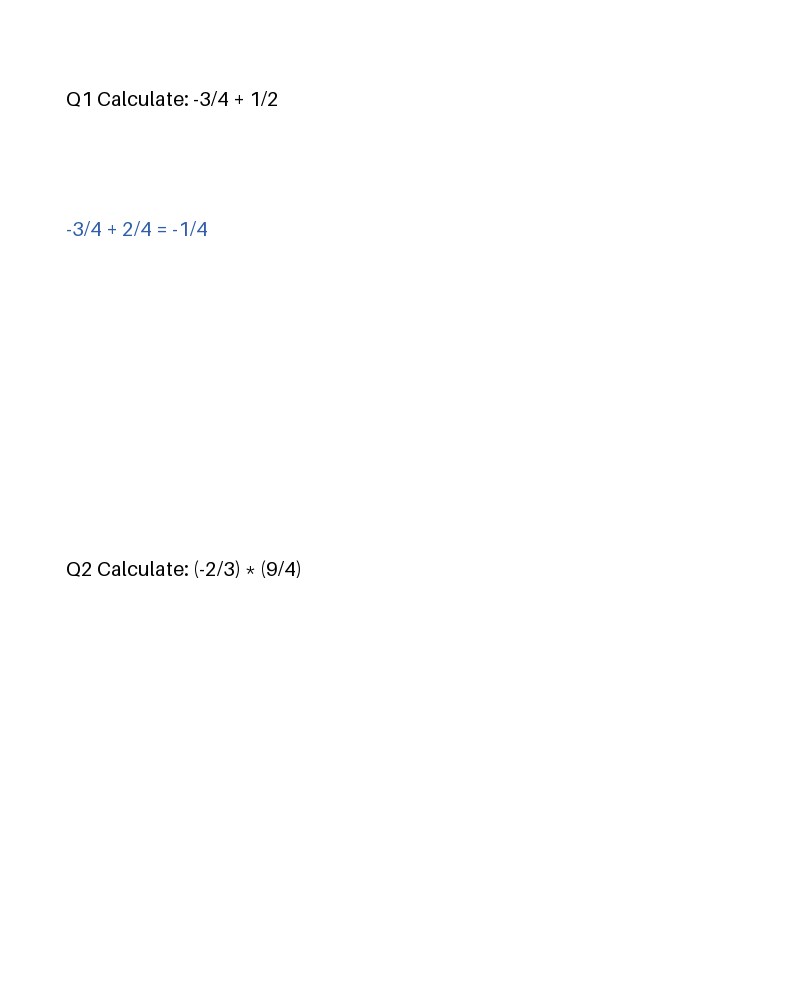 Q1 Calculate: -3/4 + 1/2
-3/4 + 2/4 = -1/4
Q2 Calculate: (-2/3) * (9/4)